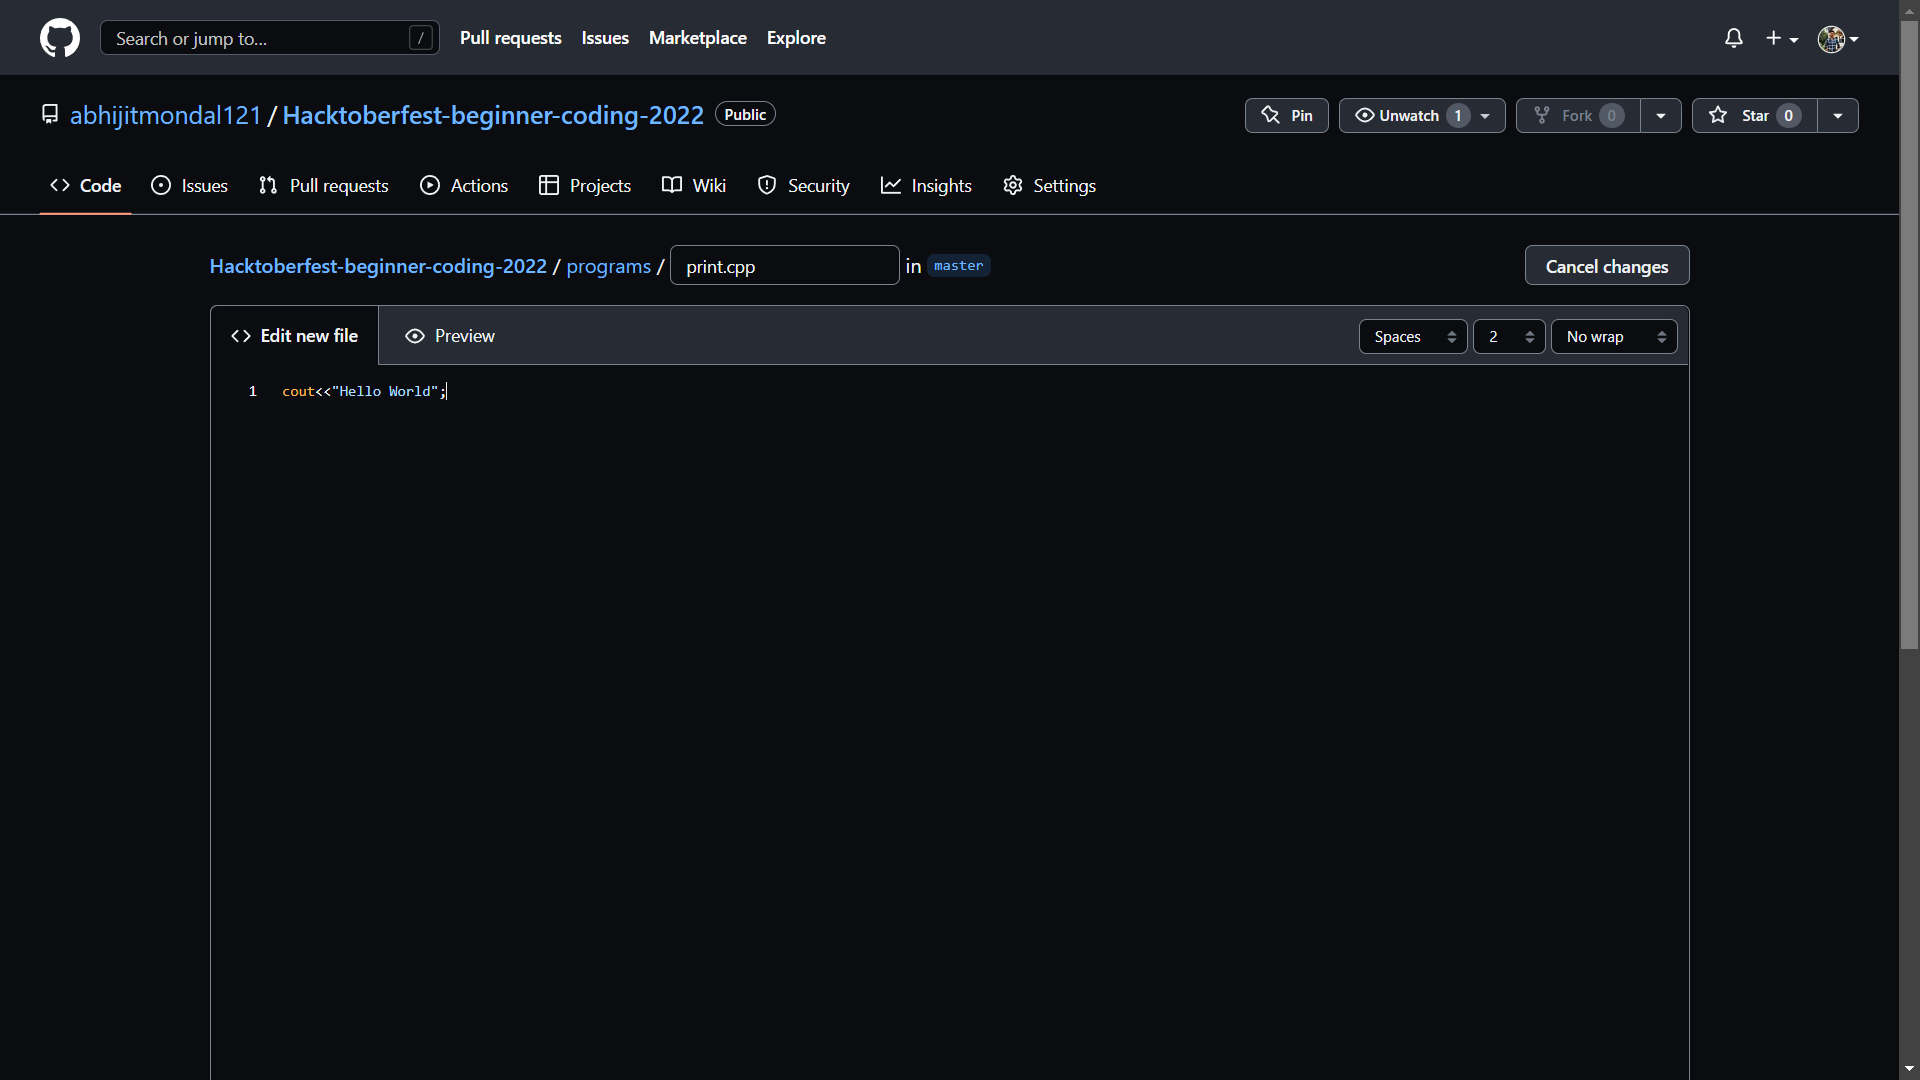 Search or jump to... / Pull requests Issues Marketplace Explore
abhijitmondal121 / Hacktoberfest-beginner-coding-2022 Public Pin Unwatch 1 Fork 0 Star 0
Code Issues Pull requests Actions Projects Wiki Security Insights Settings
Hacktoberfest-beginner-coding-2022 / programs / print.cpp in master Cancel changes
Edit new file Preview Spaces 2 No wrap
1 cout<<"Hello World";